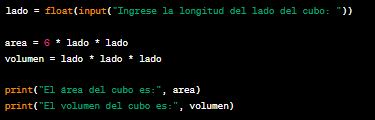 lado = float(input("Ingrese la longitud del lado del cubo: "))
area = 6 * lado * lado
volumen = lado * lado * lado
print("El área del cubo es:", area)
print("El volumen del cubo es:", volumen)